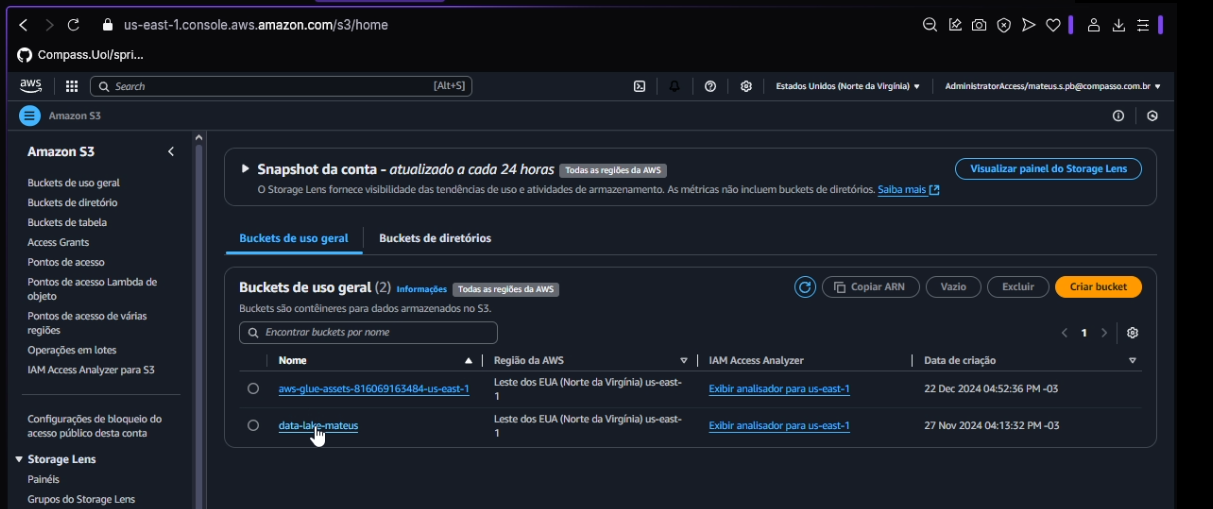 us-east-1.console.aws.amazon.com/s3/home
Compass.Uol/spri...
aws
Search
[Alt+S]
Estados Unidos (Norte da Virgínia) ▼
AdministratorAccess/mateus.s.pb@compasso.com.br ▼
Amazon S3
Amazon S3
Buckets de uso geral
Buckets de diretório
Buckets de tabela
Access Grants
Pontos de acesso
Pontos de acesso Lambda de
objeto
Pontos de acesso de várias
regiões
Operações em lotes
IAM Access Analyzer para S3
Configurações de bloqueio do
acesso público desta conta
Storage Lens
Painéis
Grupos do Storage Lens
Snapshot da conta - atualizado a cada 24 horas Todas as regiões da AWS
Visualizar painel do Storage Lens
O Storage Lens fornece visibilidade das tendências de uso e atividades de armazenamento. As métricas não incluem buckets de diretórios. Saiba mais
Buckets de uso geral
Buckets de diretórios
Buckets de uso geral (2) Informações Todas as regiões da AWS
Copiar ARN
Vazio
Excluir
Criar bucket
Buckets são contêineres para dados armazenados no S3.
Encontrar buckets por nome
1
Nome
Região da AWS
IAM Access Analyzer
Data de criação
aws-glue-assets-816069163484-us-east-1
Leste dos EUA (Norte da Virgínia) us-east-
1
Exibir analisador para us-east-1
22 Dec 2024 04:52:36 PM -03
data-lake-mateus
Leste dos EUA (Norte da Virgínia) us-east-
1
Exibir analisador para us-east-1
27 Nov 2024 04:13:32 PM -03